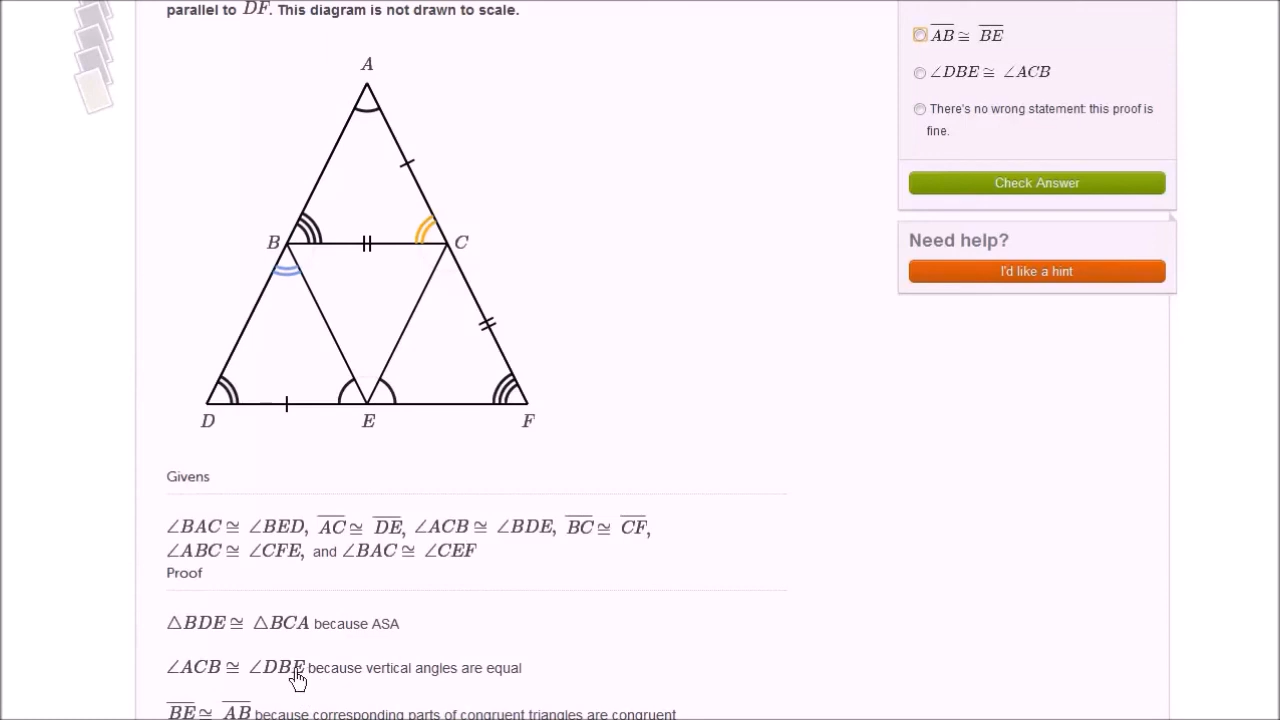 parallel to DF. This diagram is not drawn to scale.
AB ≅ BE
∠DBE ≅ ∠ACB
There's no wrong statement: this proof is
fine.
Check Answer
Need help?
I'd like a hint
A
B
C
D
E
F
Givens
∠BAC ≅ ∠BED, AC ≅ DE, ∠ACB ≅ ∠BDE, BC ≅ CF,
∠ABC ≅ ∠CFE, and ∠BAC ≅ ∠CEF
Proof
△BDE ≅ △BCA because ASA
∠ACB ≅ ∠DBE because vertical angles are equal
BE ≅ AB because corresponding parts of congruent triangles are congruent